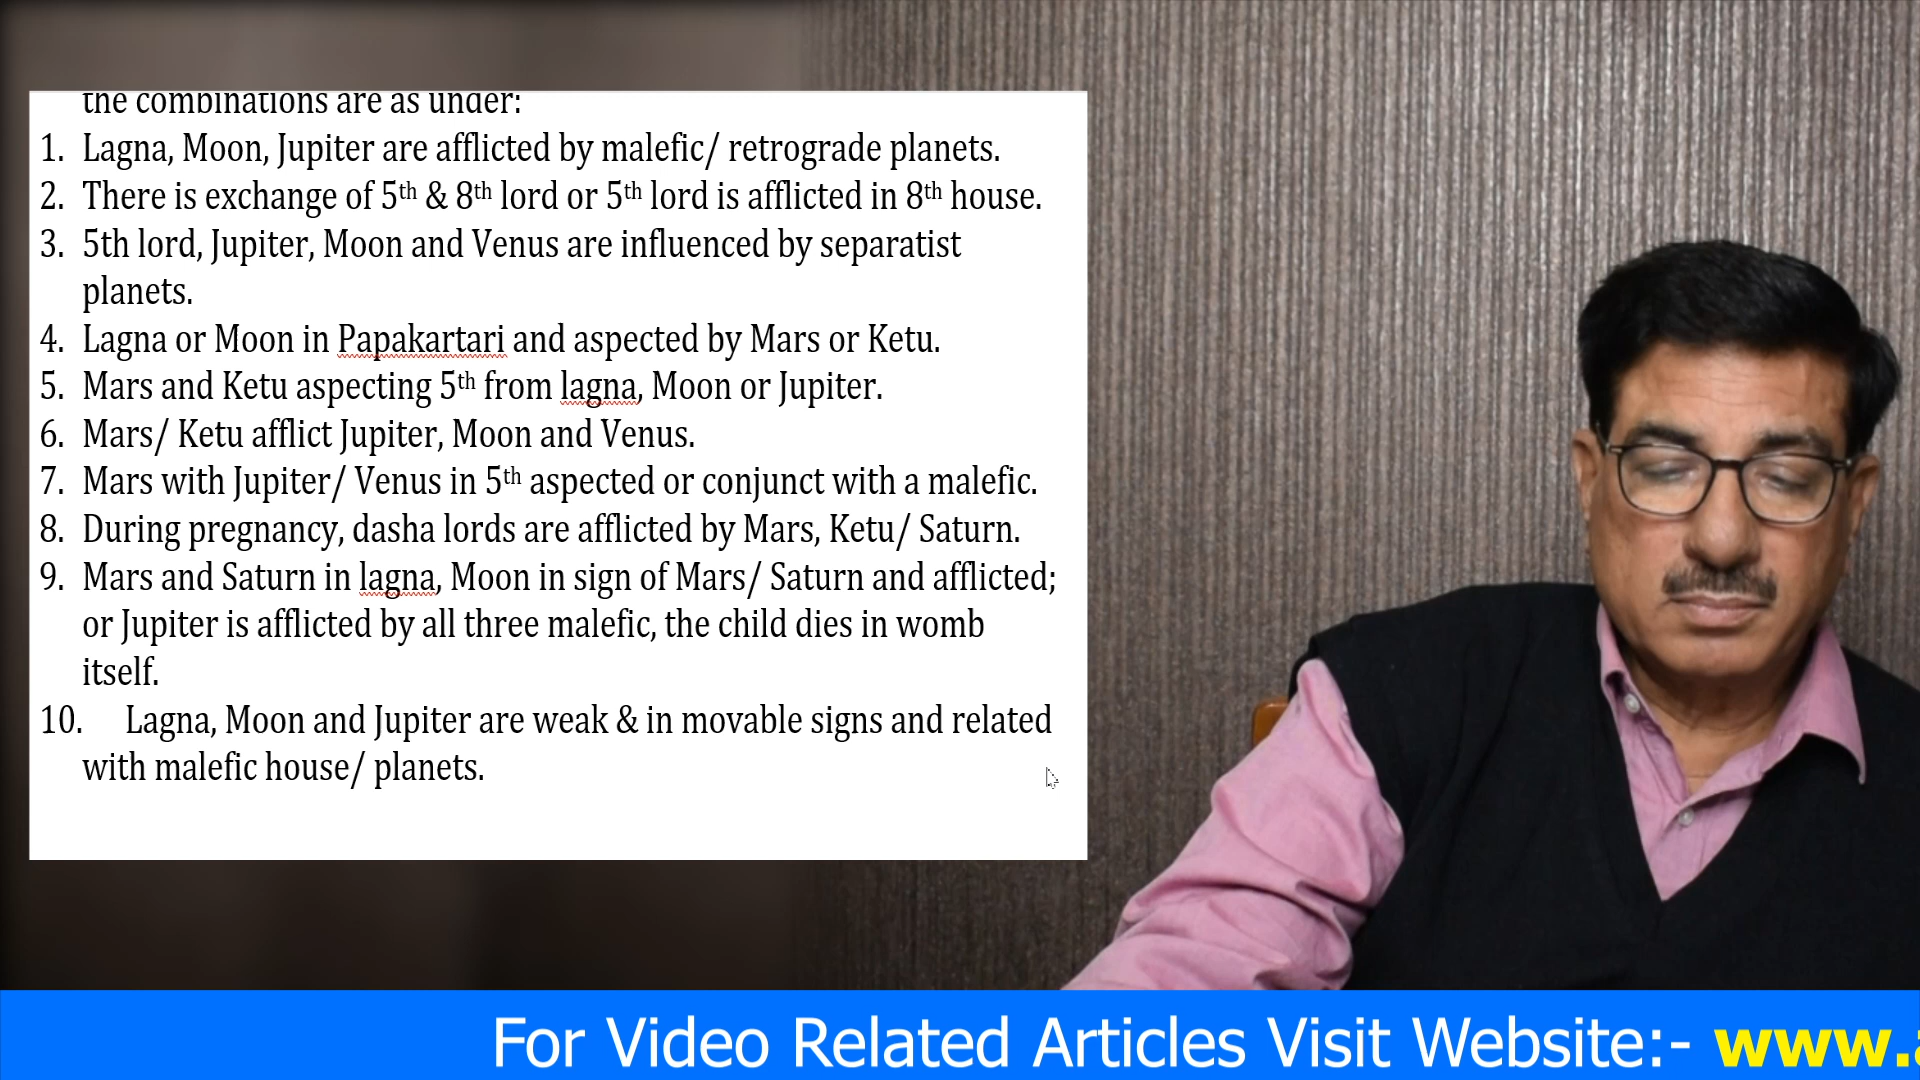 the combinations are as under:
1. Lagna, Moon, Jupiter are afflicted by malefic/ retrograde planets.
2. There is exchange of 5th & 8th lord or 5th lord is afflicted in 8th house.
3. 5th lord, Jupiter, Moon and Venus are influenced by separatist
planets.
4. Lagna or Moon in Papakartari and aspected by Mars or Ketu.
5. Mars and Ketu aspecting 5th from lagna, Moon or Jupiter.
6. Mars/ Ketu afflict Jupiter, Moon and Venus.
7. Mars with Jupiter/ Venus in 5th aspected or conjunct with a malefic.
8. During pregnancy, dasha lords are afflicted by Mars, Ketu/ Saturn.
9. Mars and Saturn in lagna, Moon in sign of Mars/ Saturn and afflicted;
or Jupiter is afflicted by all three malefic, the child dies in womb
itself.
10. Lagna, Moon and Jupiter are weak & in movable signs and related
with malefic house/ planets.
For Video Related Articles Visit Website:- www.